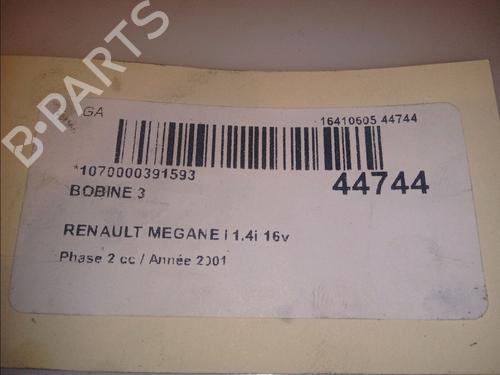 B-PARTS
GA
16410605 44744
*1070000391593
44744
BOBINE 3
RENAULT MEGANE I 1.4i 16v
Phase 2 cc / Année 2001